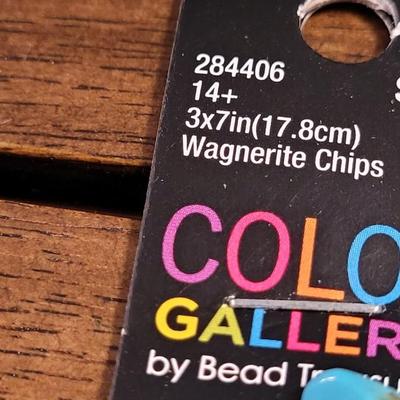 284406
14+
3x7in(17.8cm)
Wagnerite Chips
COLO
GALLER
by Bead